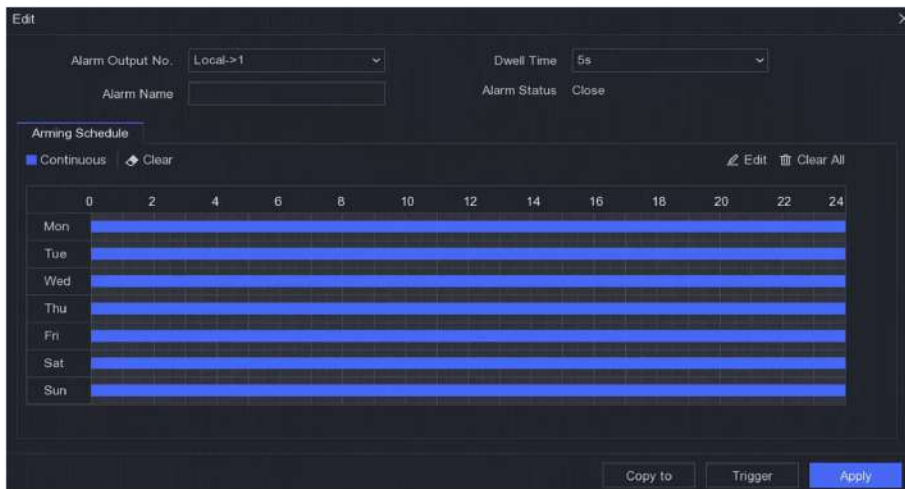 Edit
Alarm Output No. Local->1 Dwell Time 5s
Alarm Name Alarm Status Close
Arming Schedule
Continuous Clear Edit Clear All
0 2 4 6 8 10 12 14 16 18 20 22 24
Mon
Tue
Wed
Thu
Fri
Sat
Sun
Copy to Trigger Apply